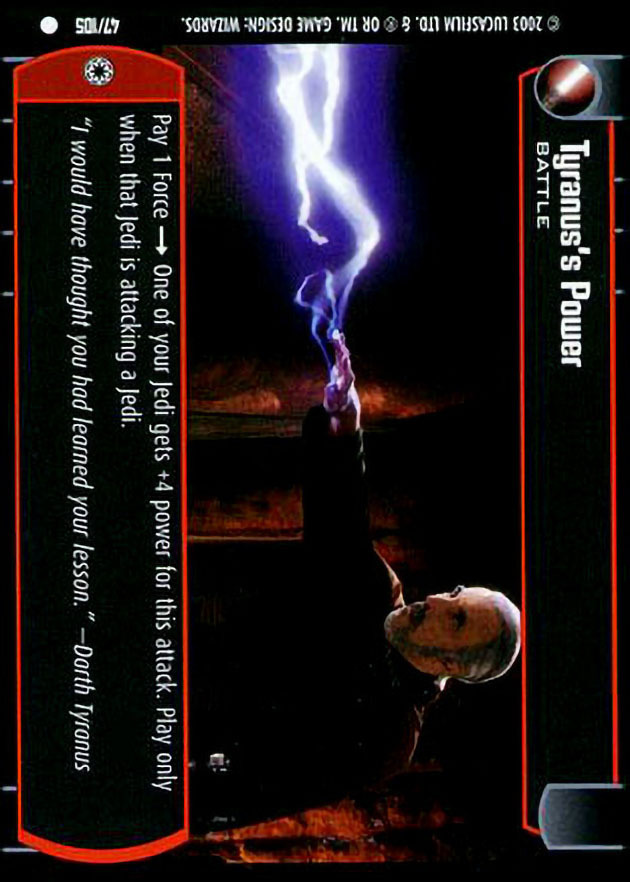 Tyranus's Power
BATTLE
Pay 1 Force → One of your Jedi gets +4 power for this attack. Play only
when that Jedi is attacking a Jedi.
"I would have thought you had learned your lesson." —Darth Tyranus
© 2003 LUCASFILM LTD. & ® OR TM. GAME DESIGN: WIZARDS.
47/105